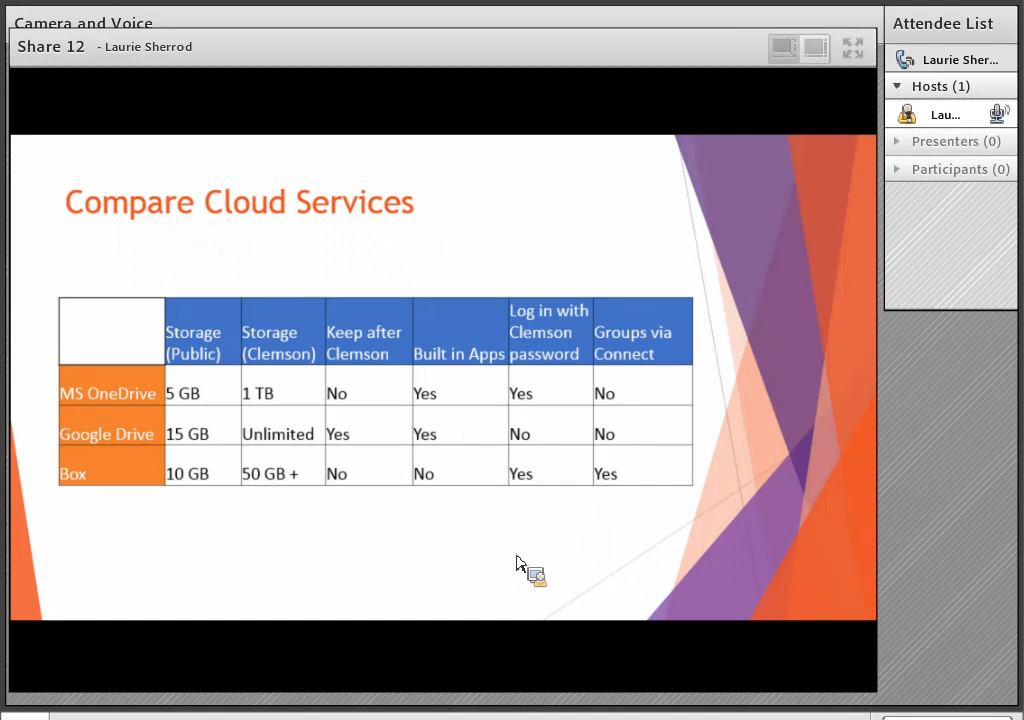 Camera and Voice
Attendee List
Share 12 - Laurie Sherrod
Laurie Sher...
Hosts (1)
Lau...
Presenters (0)
Participants (0)
Compare Cloud Services
Storage (Public) Storage (Clemson) Keep after Clemson Built in Apps Log in with Clemson password Groups via Connect
MS OneDrive 5 GB 1 TB No Yes Yes No
Google Drive 15 GB Unlimited Yes Yes No No
Box 10 GB 50 GB + No No Yes Yes